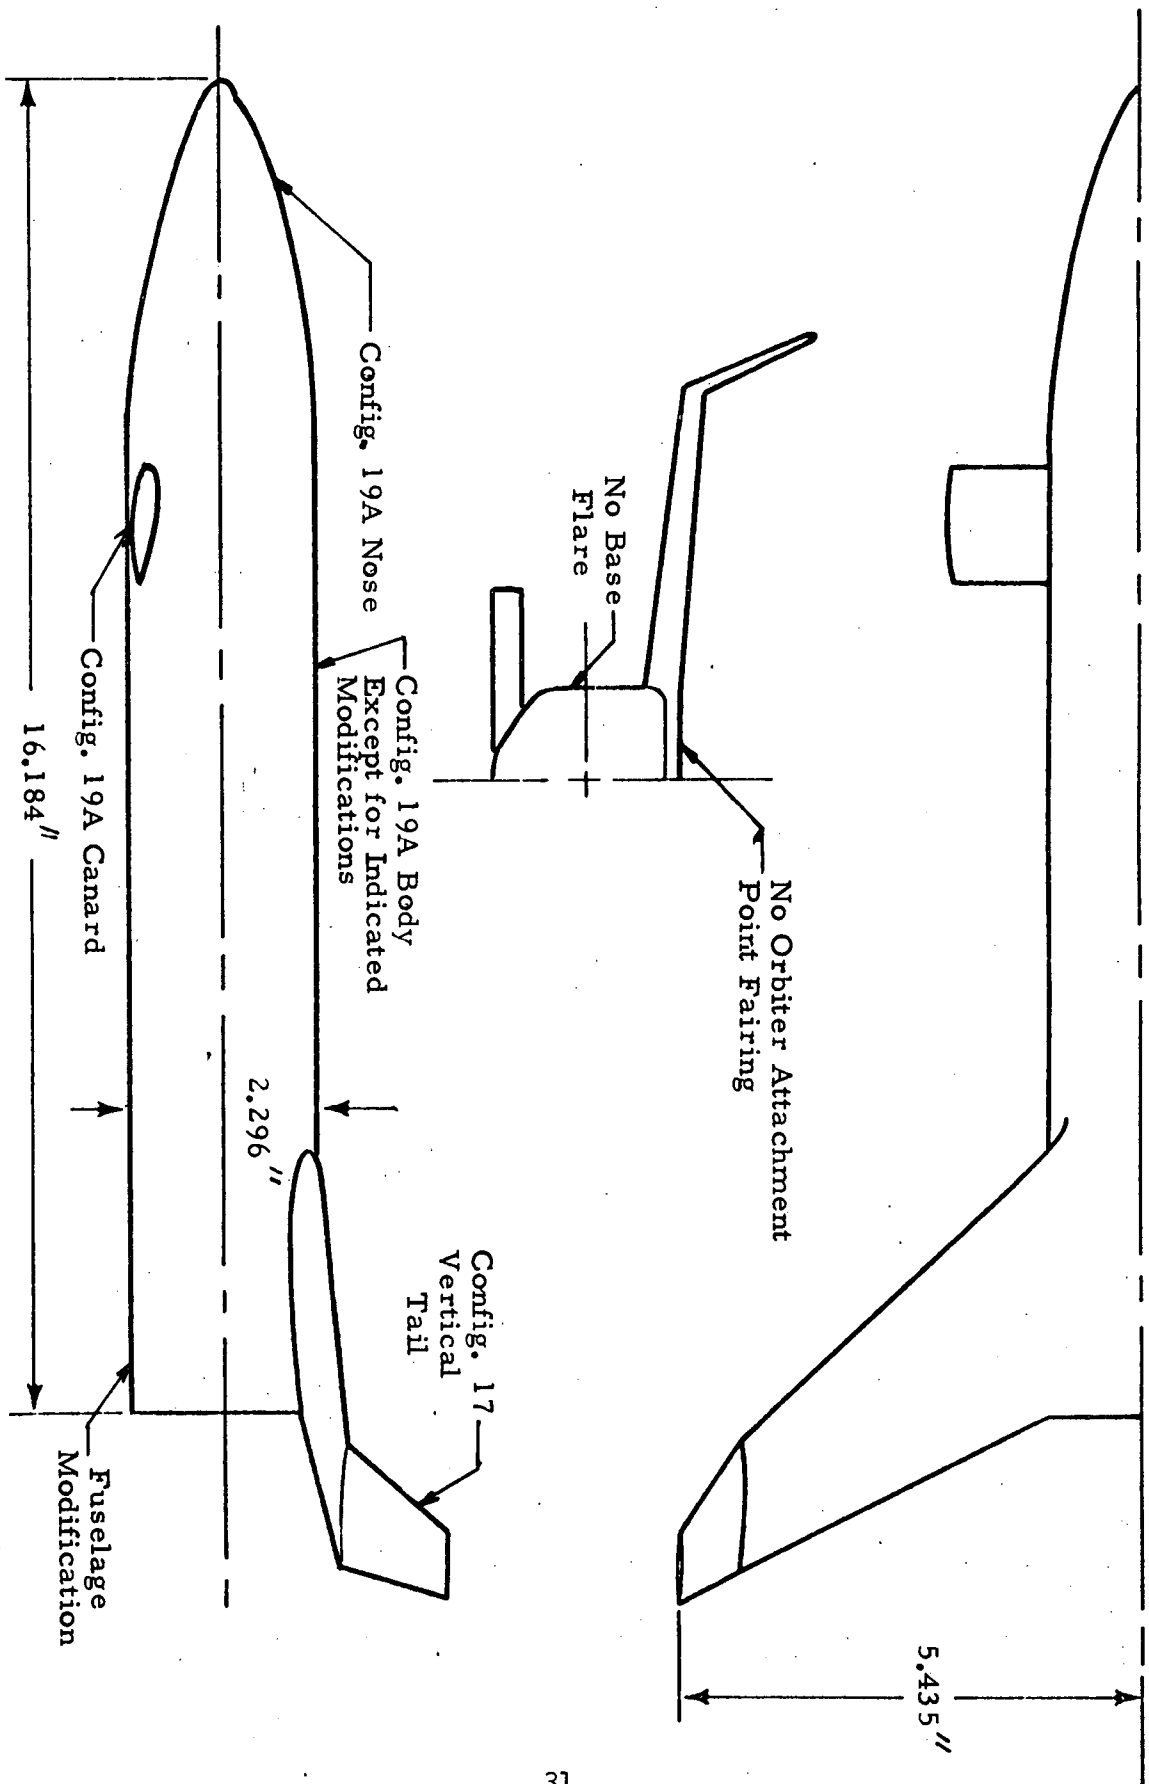 5.435"
No Orbiter Attachment
Point Fairing
No Base
Flare
Config. 17
Vertical
Tail
Config. 19A Body
Except for Indicated
Modifications
Config. 19A Nose
2.296"
Config. 19A Canard
Fuselage
Modification
16.184"
31